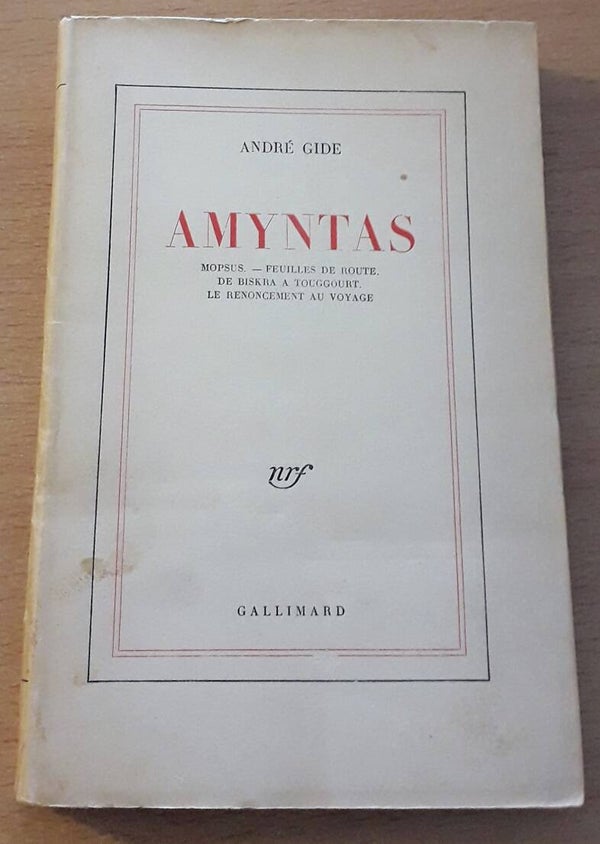 ANDRÉ GIDE
AMYNTAS
MOPSUS. — FEUILLES DE ROUTE.
DE BISKRA A TOUGGOURT.
LE RENONCEMENT AU VOYAGE
nrf
GALLIMARD